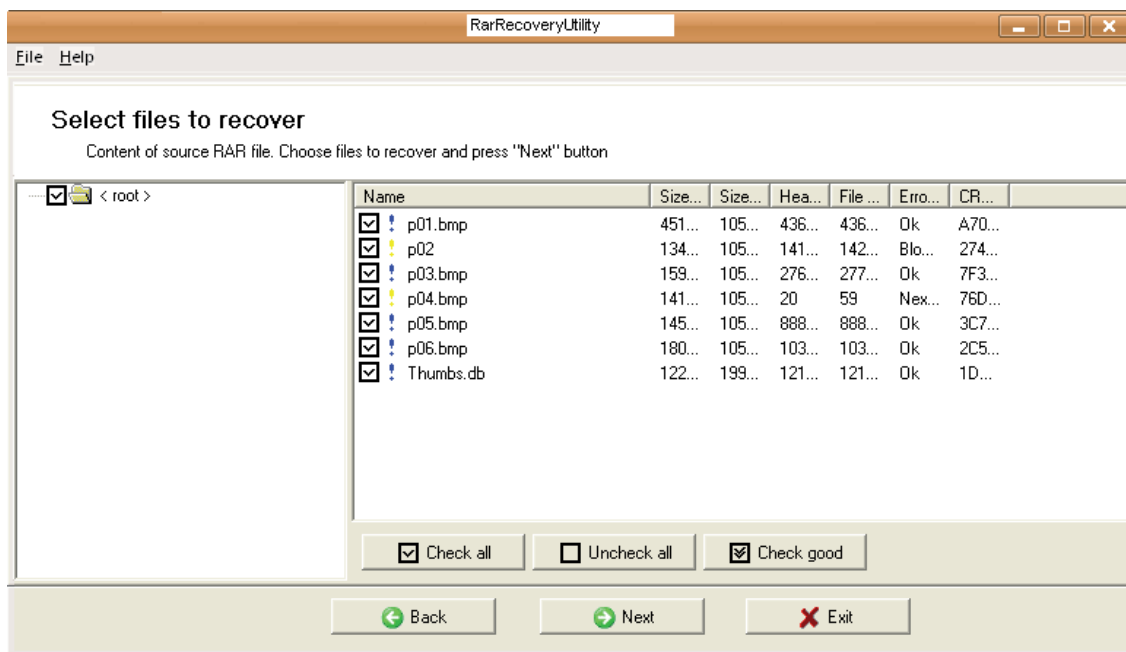 RarRecoveryUtility
File Help
Select files to recover
Content of source RAR file. Choose files to recover and press "Next" button
< root >
Name Size... Size... Hea... File ... Erro... CR...
p01.bmp 451... 105... 436... 436... Ok A70...
p02 134... 105... 141... 142... Blo... 274...
p03.bmp 159... 105... 276... 277... Ok 7F3...
p04.bmp 141... 105... 20 59 Nex... 76D...
p05.bmp 145... 105... 888... 888... Ok 3C7...
p06.bmp 180... 105... 103... 103... Ok 2C5...
Thumbs.db 122... 199... 121... 121... Ok 1D...
Check all Uncheck all Check good
Back Next Exit